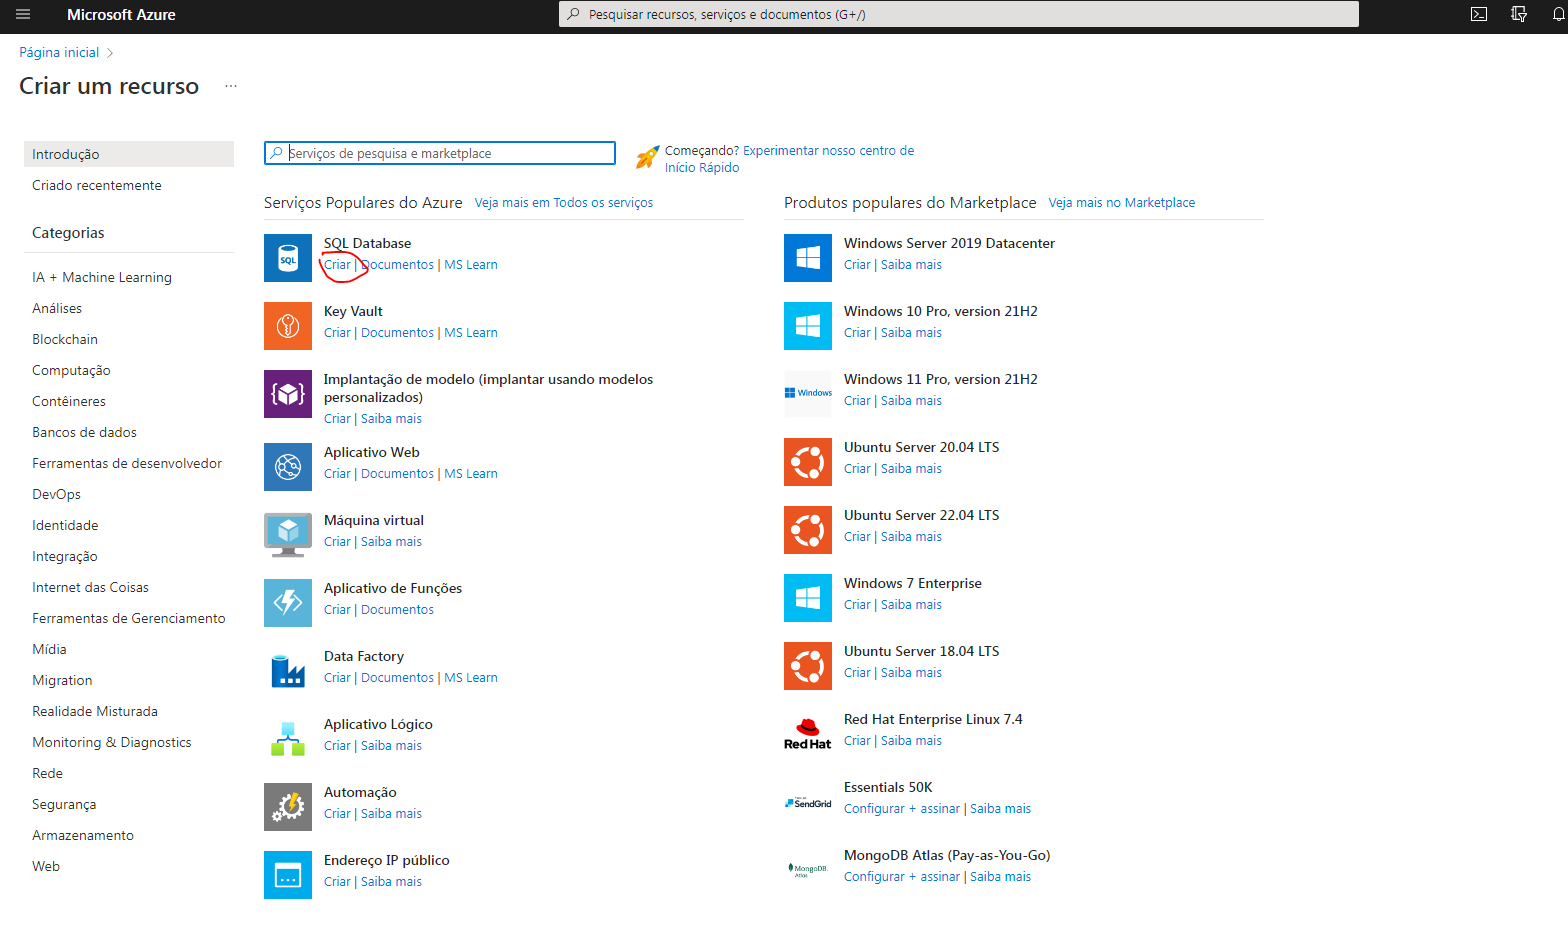 Microsoft Azure
Pesquisar recursos, serviços e documentos (G+/)
Página inicial
Criar um recurso
Introdução
Criado recentemente
Categorias
IA + Machine Learning
Análises
Blockchain
Computação
Contêineres
Bancos de dados
Ferramentas de desenvolvedor
DevOps
Identidade
Integração
Internet das Coisas
Ferramentas de Gerenciamento
Mídia
Migration
Realidade Misturada
Monitoring & Diagnostics
Rede
Segurança
Armazenamento
Web
Serviços de pesquisa e marketplace
Começando? Experimentar nosso centro de
Início Rápido
Serviços Populares do Azure Veja mais em Todos os serviços
SQL
SQL Database
Criar | Documentos | MS Learn
Key Vault
Criar | Documentos | MS Learn
Implantação de modelo (implantar usando modelos
personalizados)
Criar | Saiba mais
Aplicativo Web
Criar | Documentos | MS Learn
Máquina virtual
Criar | Saiba mais
Aplicativo de Funções
Criar | Documentos
Data Factory
Criar | Documentos | MS Learn
Aplicativo Lógico
Criar | Saiba mais
Automação
Criar | Saiba mais
Endereço IP público
Criar | Saiba mais
Produtos populares do Marketplace Veja mais no Marketplace
Windows Server 2019 Datacenter
Criar | Saiba mais
Windows 10 Pro, version 21H2
Criar | Saiba mais
Windows
Windows 11 Pro, version 21H2
Criar | Saiba mais
Ubuntu Server 20.04 LTS
Criar | Saiba mais
Ubuntu Server 22.04 LTS
Criar | Saiba mais
Windows 7 Enterprise
Criar | Saiba mais
Ubuntu Server 18.04 LTS
Criar | Saiba mais
Red Hat
Red Hat Enterprise Linux 7.4
Criar | Saiba mais
SendGrid
Essentials 50K
Configurar + assinar | Saiba mais
MongoDB.
Atlas
MongoDB Atlas (Pay-as-You-Go)
Configurar + assinar | Saiba mais